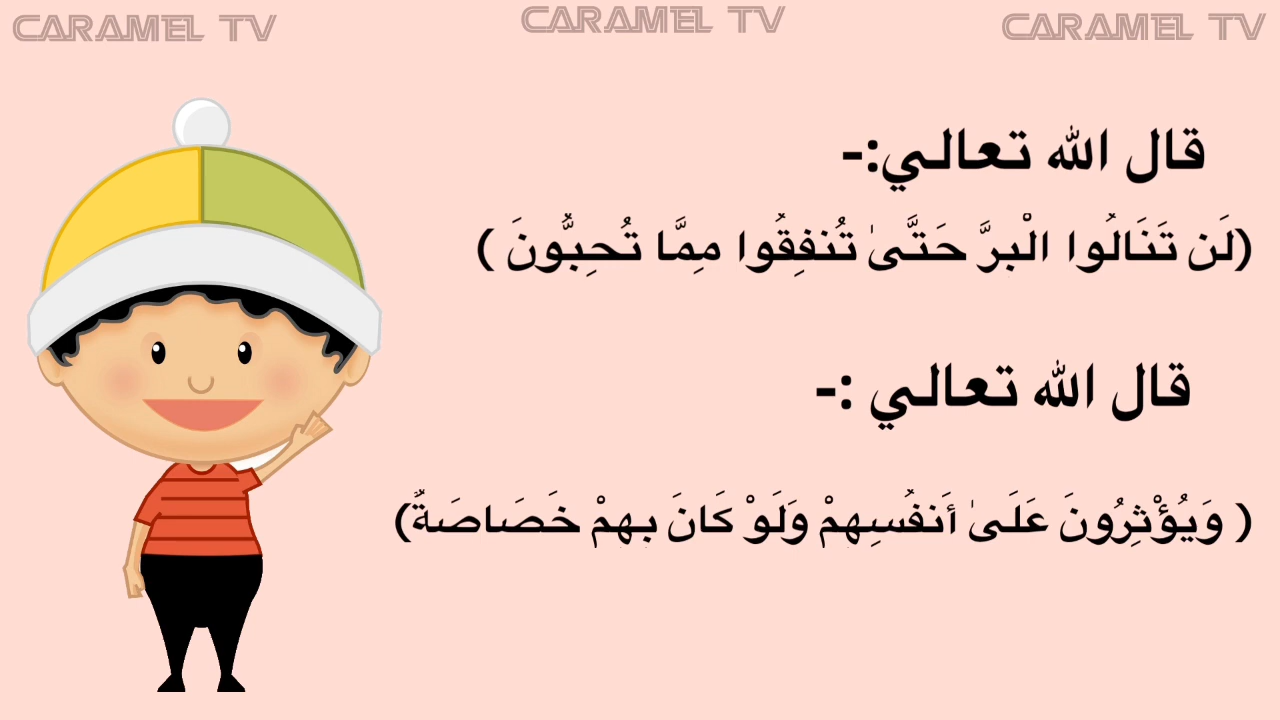 CARAMEL TV CARAMEL TV CARAMEL TV
قال الله تعالي:-
(لَن تَنَالُوا الْبِرَّ حَتَّىٰ تُنفِقُوا مِمَّا تُحِبُّونَ )
قال الله تعالي :-
( وَيُؤْثِرُونَ عَلَىٰ أَنفُسِهِمْ وَلَوْ كَانَ بِهِمْ خَصَاصَةٌ)